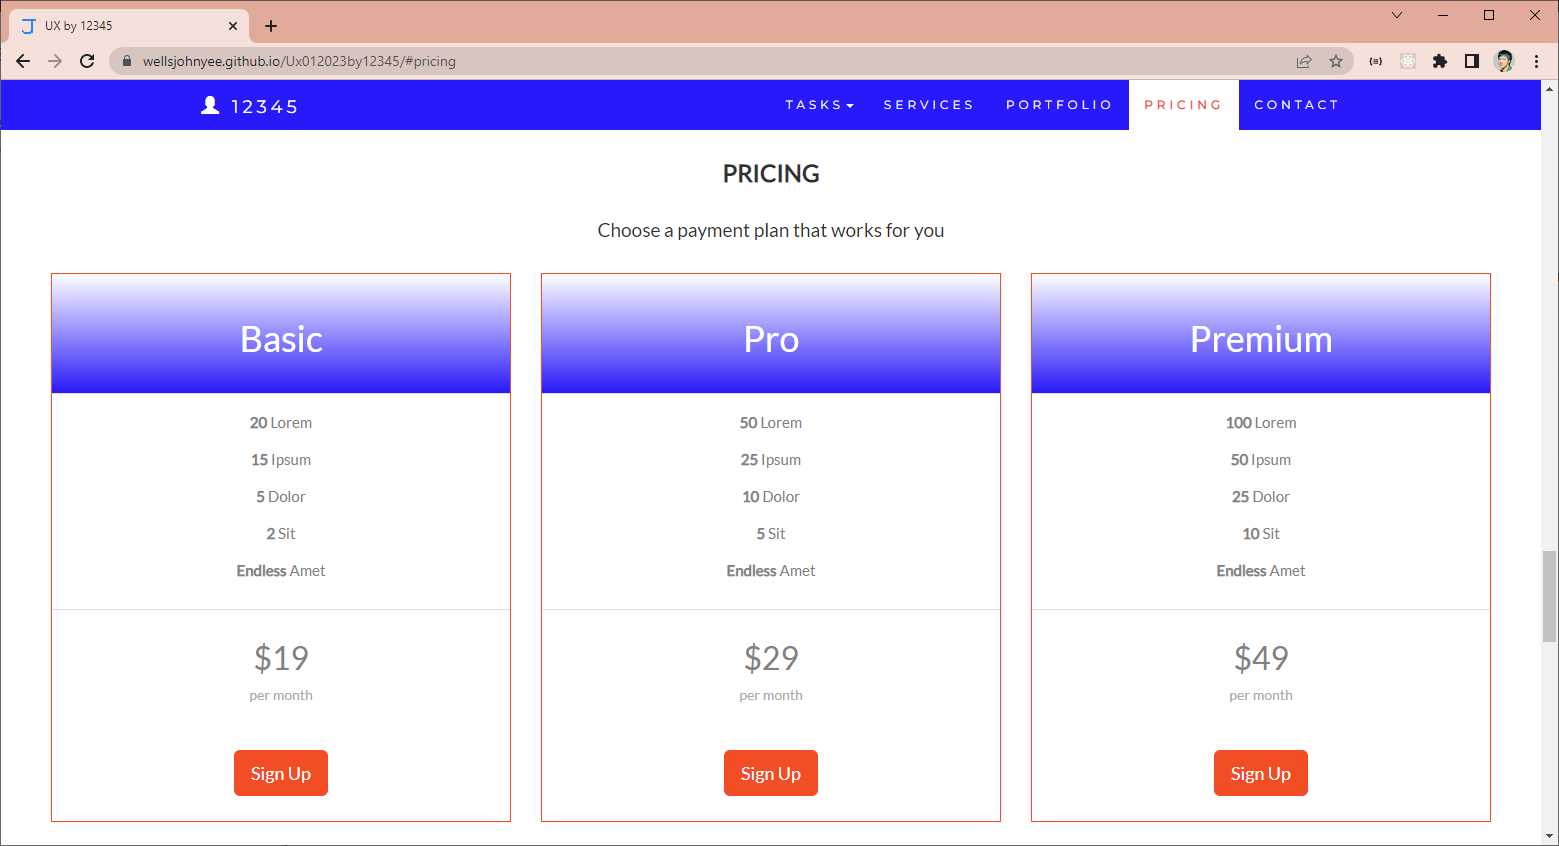 UX by 12345
wellsjohnyee.github.io/Ux012023by12345/#pricing
12345
TASKS
SERVICES
PORTFOLIO
PRICING
CONTACT
PRICING
Choose a payment plan that works for you
Basic
20 Lorem
15 Ipsum
5 Dolor
2 Sit
Endless Amet
$19
per month
Sign Up
Pro
50 Lorem
25 Ipsum
10 Dolor
5 Sit
Endless Amet
$29
per month
Sign Up
Premium
100 Lorem
50 Ipsum
25 Dolor
10 Sit
Endless Amet
$49
per month
Sign Up